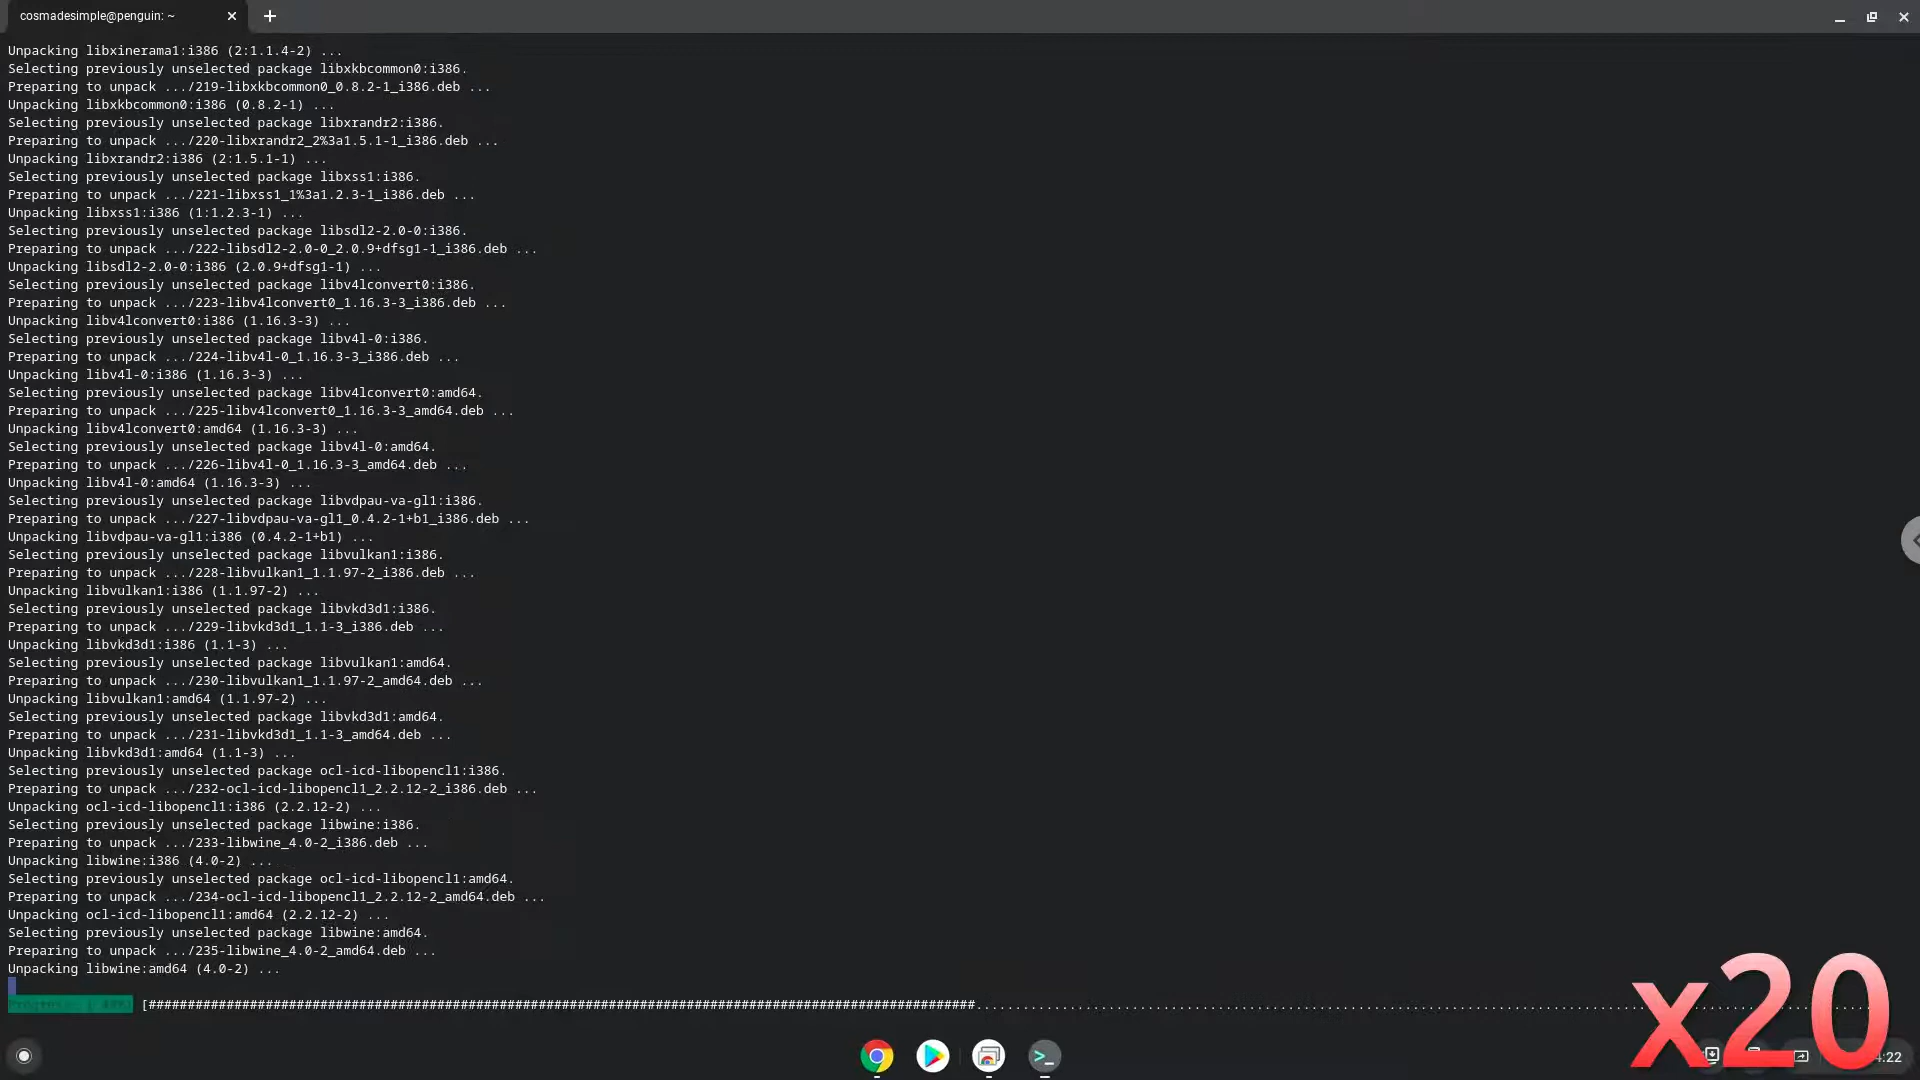 cosmadesimple@penguin: ~
Unpacking libxinerama1:i386 (2:1.1.4-2) ...
Selecting previously unselected package libxkbcommon0:i386.
Preparing to unpack .../219-libxkbcommon0_0.8.2-1_i386.deb ...
Unpacking libxkbcommon0:i386 (0.8.2-1) ...
Selecting previously unselected package libxrandr2:i386.
Preparing to unpack .../220-libxrandr2_2%3a1.5.1-1_i386.deb ...
Unpacking libxrandr2:i386 (2:1.5.1-1) ...
Selecting previously unselected package libxss1:i386.
Preparing to unpack .../221-libxss1_1%3a1.2.3-1_i386.deb ...
Unpacking libxss1:i386 (1:1.2.3-1) ...
Selecting previously unselected package libsdl2-2.0-0:i386.
Preparing to unpack .../222-libsdl2-2.0-0_2.0.9+dfsg1-1_i386.deb ...
Unpacking libsdl2-2.0-0:i386 (2.0.9+dfsg1-1) ...
Selecting previously unselected package libv4lconvert0:i386.
Preparing to unpack .../223-libv4lconvert0_1.16.3-3_i386.deb ...
Unpacking libv4lconvert0:i386 (1.16.3-3) ...
Selecting previously unselected package libv4l-0:i386.
Preparing to unpack .../224-libv4l-0_1.16.3-3_i386.deb ...
Unpacking libv4l-0:i386 (1.16.3-3) ...
Selecting previously unselected package libv4lconvert0:amd64.
Preparing to unpack .../225-libv4lconvert0_1.16.3-3_amd64.deb ...
Unpacking libv4lconvert0:amd64 (1.16.3-3) ...
Selecting previously unselected package libv4l-0:amd64.
Preparing to unpack .../226-libv4l-0_1.16.3-3_amd64.deb ...
Unpacking libv4l-0:amd64 (1.16.3-3) ...
Selecting previously unselected package libvdpau-va-gl1:i386.
Preparing to unpack .../227-libvdpau-va-gl1_0.4.2-1+b1_i386.deb ...
Unpacking libvdpau-va-gl1:i386 (0.4.2-1+b1) ...
Selecting previously unselected package libvulkan1:i386.
Preparing to unpack .../228-libvulkan1_1.1.97-2_i386.deb ...
Unpacking libvulkan1:i386 (1.1.97-2) ...
Selecting previously unselected package libvkd3d1:i386.
Preparing to unpack .../229-libvkd3d1_1.1-3_i386.deb ...
Unpacking libvkd3d1:i386 (1.1-3) ...
Selecting previously unselected package libvulkan1:amd64.
Preparing to unpack .../230-libvulkan1_1.1.97-2_amd64.deb ...
Unpacking libvulkan1:amd64 (1.1.97-2) ...
Selecting previously unselected package libvkd3d1:amd64.
Preparing to unpack .../231-libvkd3d1_1.1-3_amd64.deb ...
Unpacking libvkd3d1:amd64 (1.1-3) ...
Selecting previously unselected package ocl-icd-libopencl1:i386.
Preparing to unpack .../232-ocl-icd-libopencl1_2.2.12-2_i386.deb ...
Unpacking ocl-icd-libopencl1:i386 (2.2.12-2) ...
Selecting previously unselected package libwine:i386.
Preparing to unpack .../233-libwine_4.0-2_i386.deb ...
Unpacking libwine:i386 (4.0-2) ...
Selecting previously unselected package ocl-icd-libopencl1:amd64.
Preparing to unpack .../234-ocl-icd-libopencl1_2.2.12-2_amd64.deb ...
Unpacking ocl-icd-libopencl1:amd64 (2.2.12-2) ...
Selecting previously unselected package libwine:amd64.
Preparing to unpack .../235-libwine_4.0-2_amd64.deb ...
Unpacking libwine:amd64 (4.0-2) ...
Progress:
x20
:22